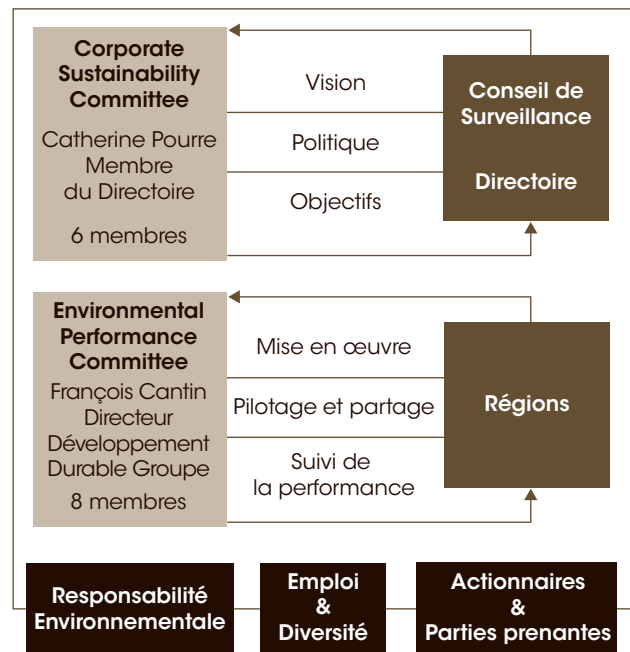 Corporate
Sustainability
Committee
Catherine Pourre
Membre
du Directoire
6 membres
Vision
Politique
Objectifs
Conseil de
Surveillance
Directoire
Environmental
Performance
Committee
François Cantin
Directeur
Développement
Durable Groupe
8 membres
Mise en œuvre
Pilotage et partage
Suivi de
la performance
Régions
Responsabilité
Environnementale
Emploi
&
Diversité
Actionnaires
&
Parties prenantes